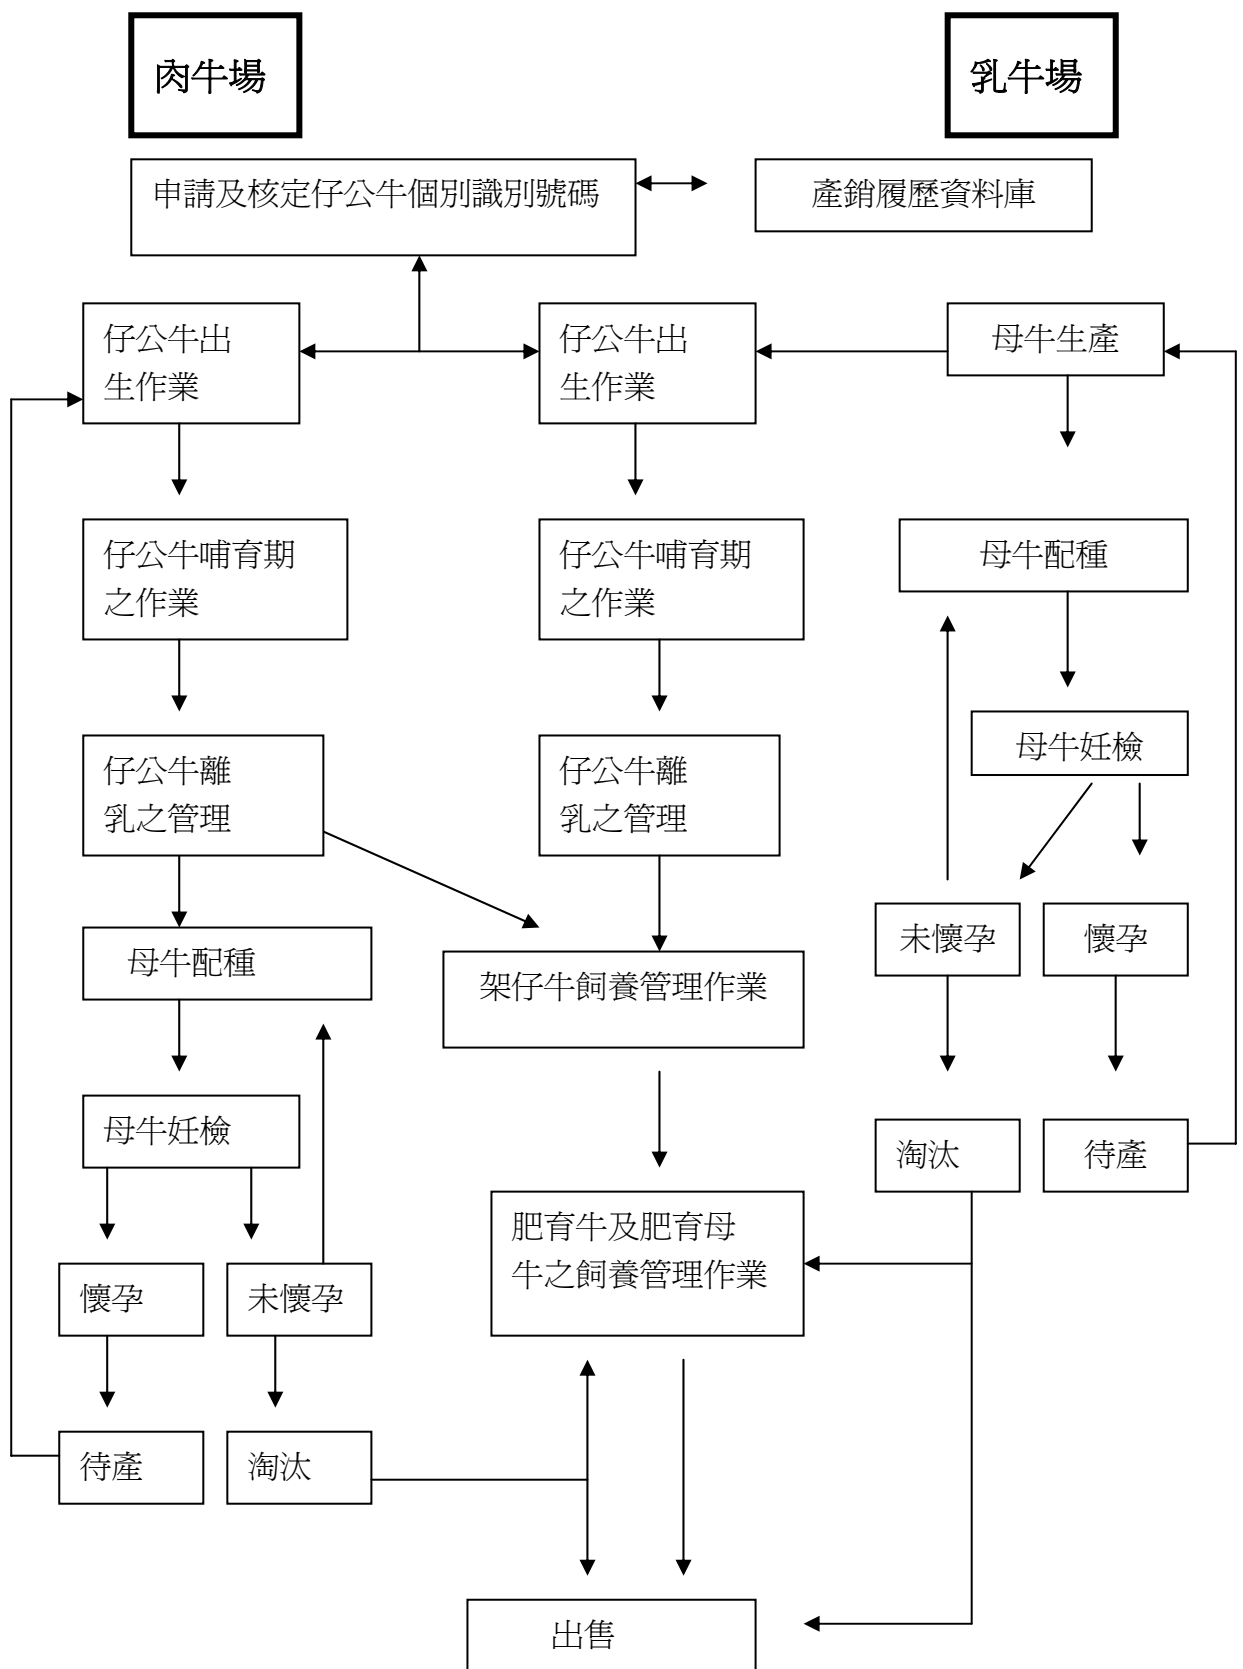 肉牛場
乳牛場
申請及核定仔公牛個別識別號碼
產銷履歷資料庫
仔公牛出
生作業
仔公牛出
生作業
母牛生產
仔公牛哺育期
之作業
仔公牛哺育期
之作業
母牛配種
母牛妊檢
仔公牛離
乳之管理
仔公牛離
乳之管理
未懷孕
懷孕
母牛配種
架仔牛飼養管理作業
母牛妊檢
淘汰
待產
肥育牛及肥育母
牛之飼養管理作業
懷孕
未懷孕
待產
淘汰
出售